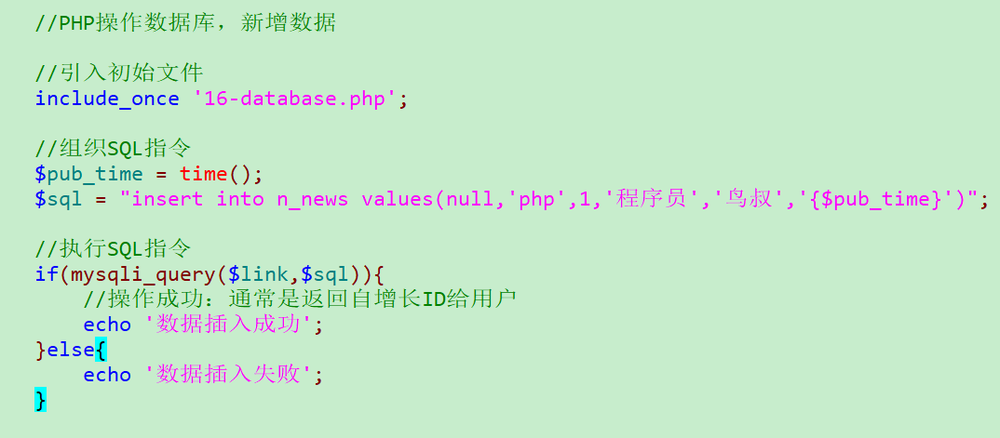 //PHP操作数据库，新增数据
//引入初始文件
include_once '16-database.php';
//组织SQL指令
$pub_time = time();
$sql = "insert into n_news values(null,'php',1,'程序员','鸟叔','{$pub_time}')";
//执行SQL指令
if(mysqli_query($link,$sql)){
//操作成功：通常是返回自增长ID给用户
echo '数据插入成功';
}else{
echo '数据插入失败';
}